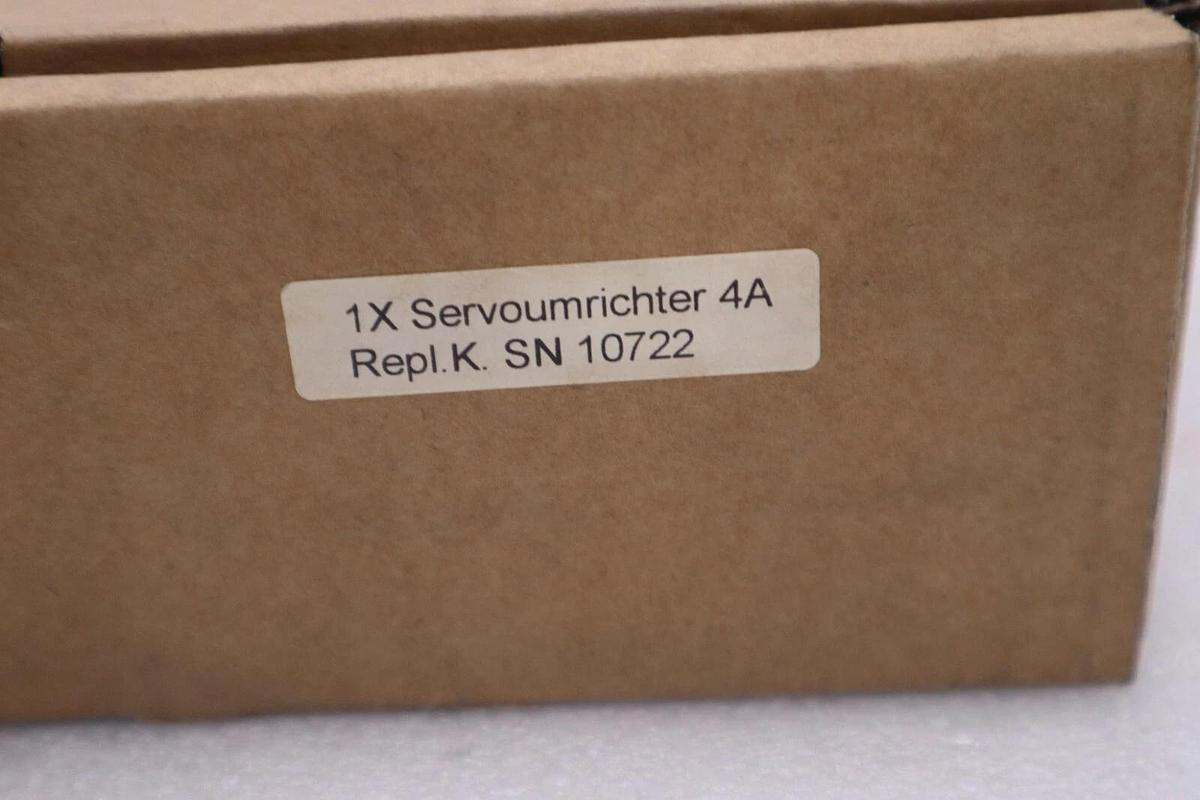 1X Servoumrichter 4A
Repl.K. SN 10722